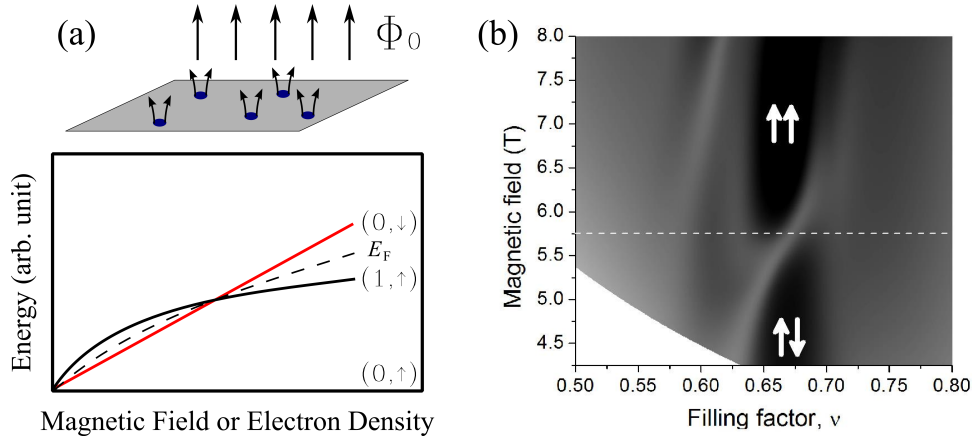 (a)
Φ0
Energy (arb. unit)
(0,↓)
EF
(1,↑)
(0,↑)
Magnetic Field or Electron Density
(b)
Magnetic field (T)
8.0
7.5
7.0
6.5
6.0
5.5
5.0
4.5
↑↑
↑↓
0.50
0.60
0.65
0.70
0.75
0.80
Filling factor, ν